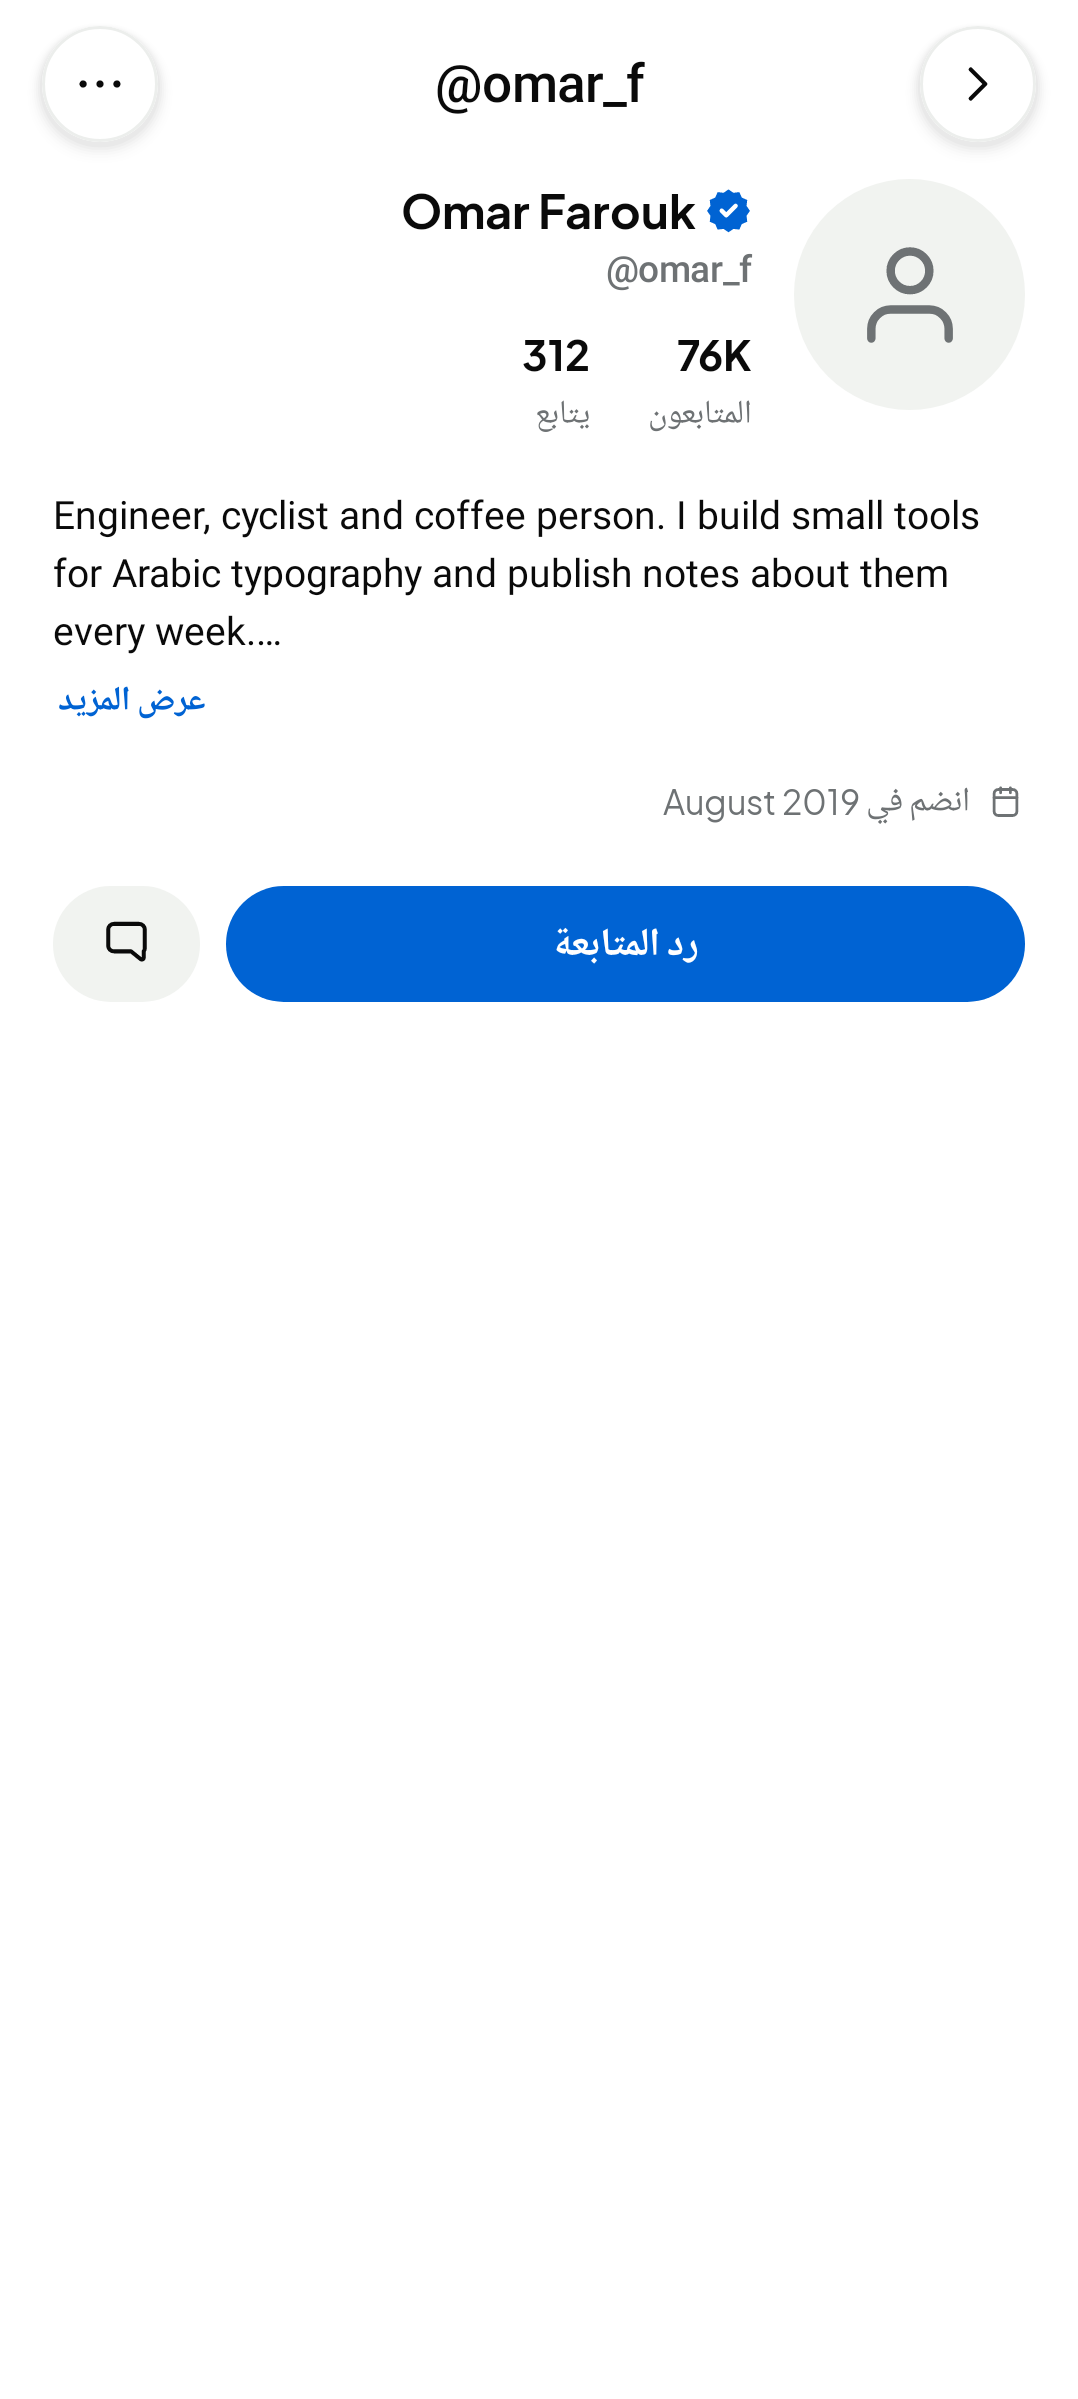 @omar_f
Omar Farouk
@omar_f
76K 312
المتابعون يتابع
Engineer, cyclist and coffee person. I build small tools
for Arabic typography and publish notes about them
every week.…
عرض المزيد
انضم في August 2019
رد المتابعة